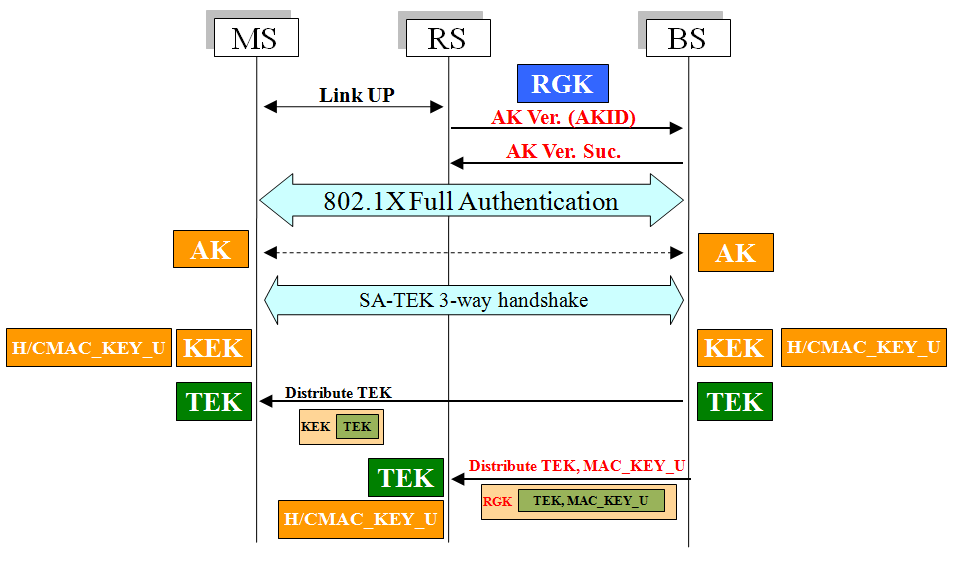 MS RS BS
RGK
Link UP
AK Ver. (AKID)
AK Ver. Suc.
802.1X Full Authentication
AK AK
SA-TEK 3-way handshake
H/CMAC_KEY_U KEK KEK H/CMAC_KEY_U
TEK Distribute TEK TEK
KEK TEK
TEK Distribute TEK, MAC_KEY_U
RGK TEK, MAC_KEY_U
H/CMAC_KEY_U